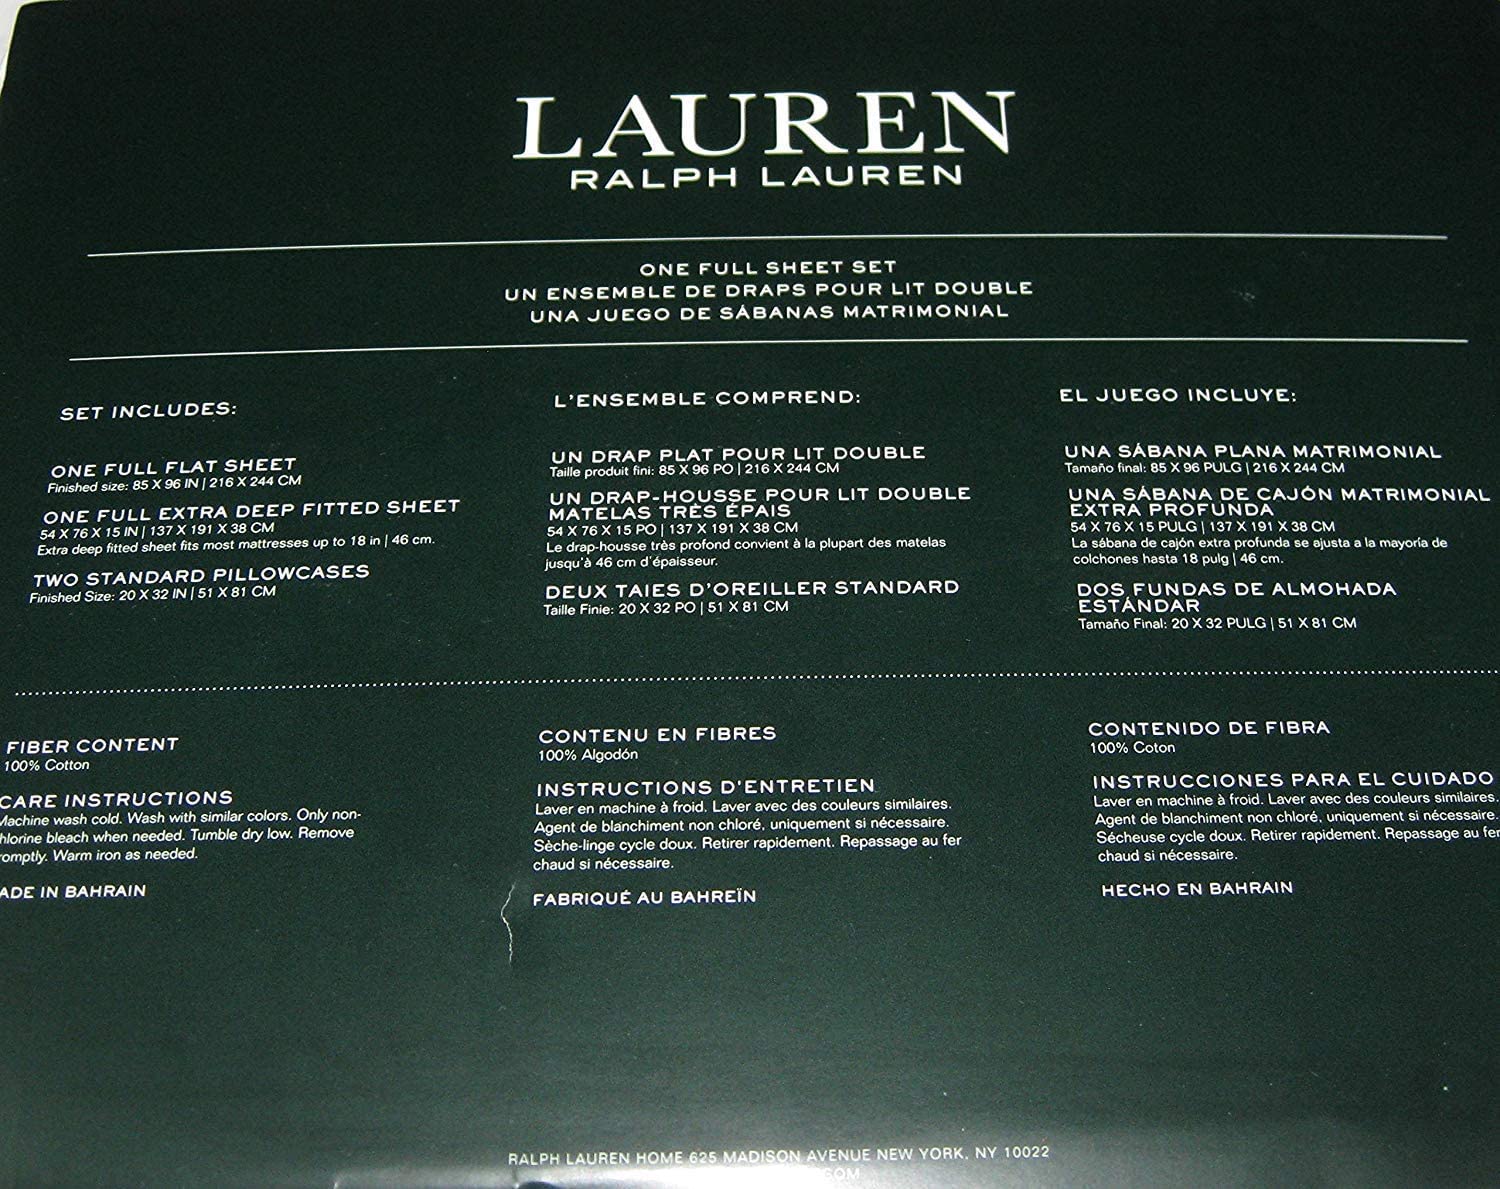 LAUREN
RALPH LAUREN
ONE FULL SHEET SET
UN ENSEMBLE DE DRAPS POUR LIT DOUBLE
UNA JUEGO DE SÁBANAS MATRIMONIAL
SET INCLUDES:
ONE FULL FLAT SHEET
Finished size: 85 X 96 IN | 216 X 244 CM
ONE FULL EXTRA DEEP FITTED SHEET
54 X 76 X 15 IN | 137 X 191 X 38 CM
Extra deep fitted sheet fits most mattresses up to 18 in | 46 cm.
TWO STANDARD PILLOWCASES
Finished Size: 20 X 32 IN | 51 X 81 CM
L'ENSEMBLE COMPREND:
UN DRAP PLAT POUR LIT DOUBLE
Taille produit fini: 85 X 96 PO | 216 X 244 CM
UN DRAP-HOUSSE POUR LIT DOUBLE
MATELAS TRÈS ÉPAIS
54 X 76 X 15 PO | 137 X 191 X 38 CM
Le drap-housse très profond convient à la plupart des matelas
jusqu'à 46 cm d'épaisseur.
DEUX TAIES D'OREILLER STANDARD
Taille Finie: 20 X 32 PO | 51 X 81 CM
EL JUEGO INCLUYE:
UNA SÁBANA PLANA MATRIMONIAL
Tamaño final: 85 X 96 PULG | 216 X 244 CM
UNA SÁBANA DE CAJÓN MATRIMONIAL
EXTRA PROFUNDA
54 X 76 X 15 PULG | 137 X 191 X 38 CM
La sábana de cajón extra profunda se ajusta a la mayoría de
colchones hasta 18 pulg | 46 cm.
DOS FUNDAS DE ALMOHADA
ESTÁNDAR
Tamaño Final: 20 X 32 PULG | 51 X 81 CM
FIBER CONTENT
100% Cotton
CARE INSTRUCTIONS
Machine wash cold. Wash with similar colors. Only non-
hlorine bleach when needed. Tumble dry low. Remove
romptly. Warm iron as needed.
ADE IN BAHRAIN
CONTENU EN FIBRES
100% Algodón
INSTRUCTIONS D'ENTRETIEN
Laver en machine à froid. Laver avec des couleurs similaires.
Agent de blanchiment non chloré, uniquement si nécessaire.
Sèche-linge cycle doux. Retirer rapidement. Repassage au fer
chaud si nécessaire.
FABRIQUÉ AU BAHREÏN
CONTENIDO DE FIBRA
100% Coton
INSTRUCCIONES PARA EL CUIDADO
Laver en machine à froid. Laver avec des couleurs similaires.
Agent de blanchiment non chloré, uniquement si nécessaire.
Sécheuse cycle doux. Retirer rapidement. Repassage au fer
chaud si nécessaire.
HECHO EN BAHRAIN
RALPH LAUREN HOME 625 MADISON AVENUE NEW YORK, NY 10022